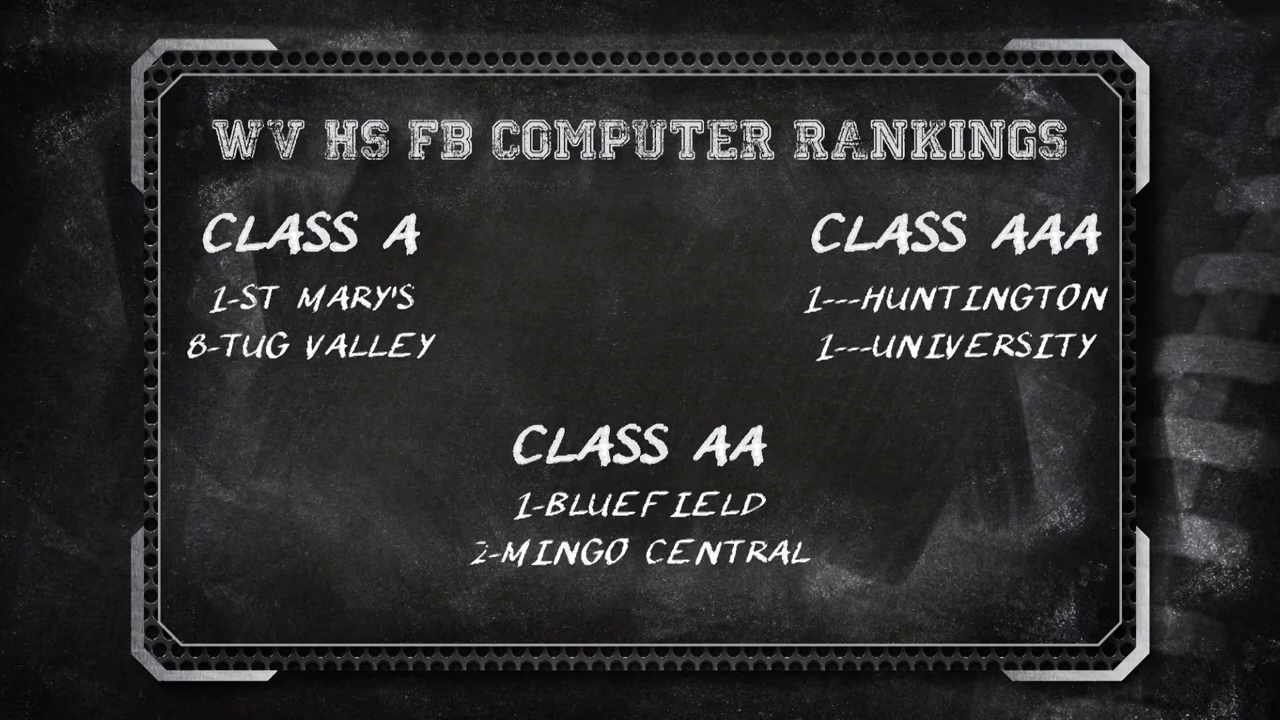 WV HS FB COMPUTER RANKINGS
CLASS A
1-ST MARY'S
8-TUG VALLEY
CLASS AAA
1---HUNTINGTON
1---UNIVERSITY
CLASS AA
1-BLUEFIELD
2-MINGO CENTRAL